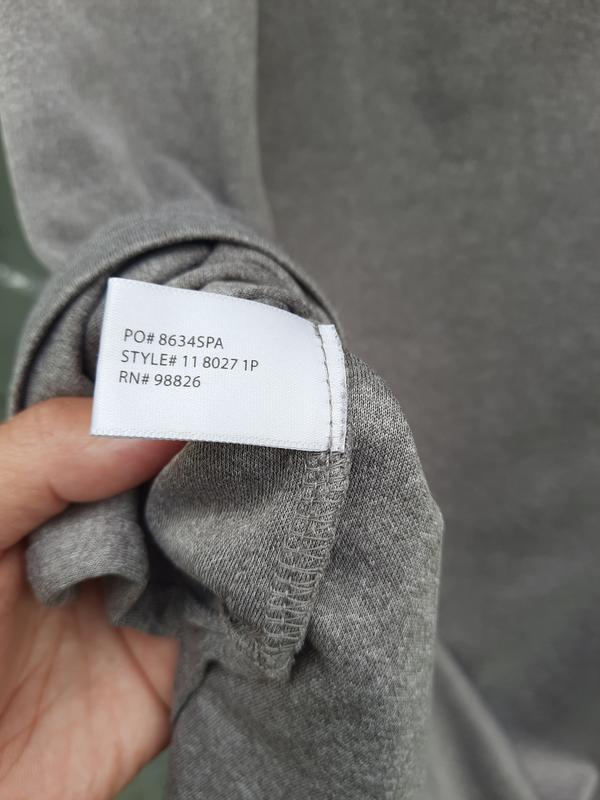 PO# 8634SPA
STYLE# 11 8027 1P
RN# 98826